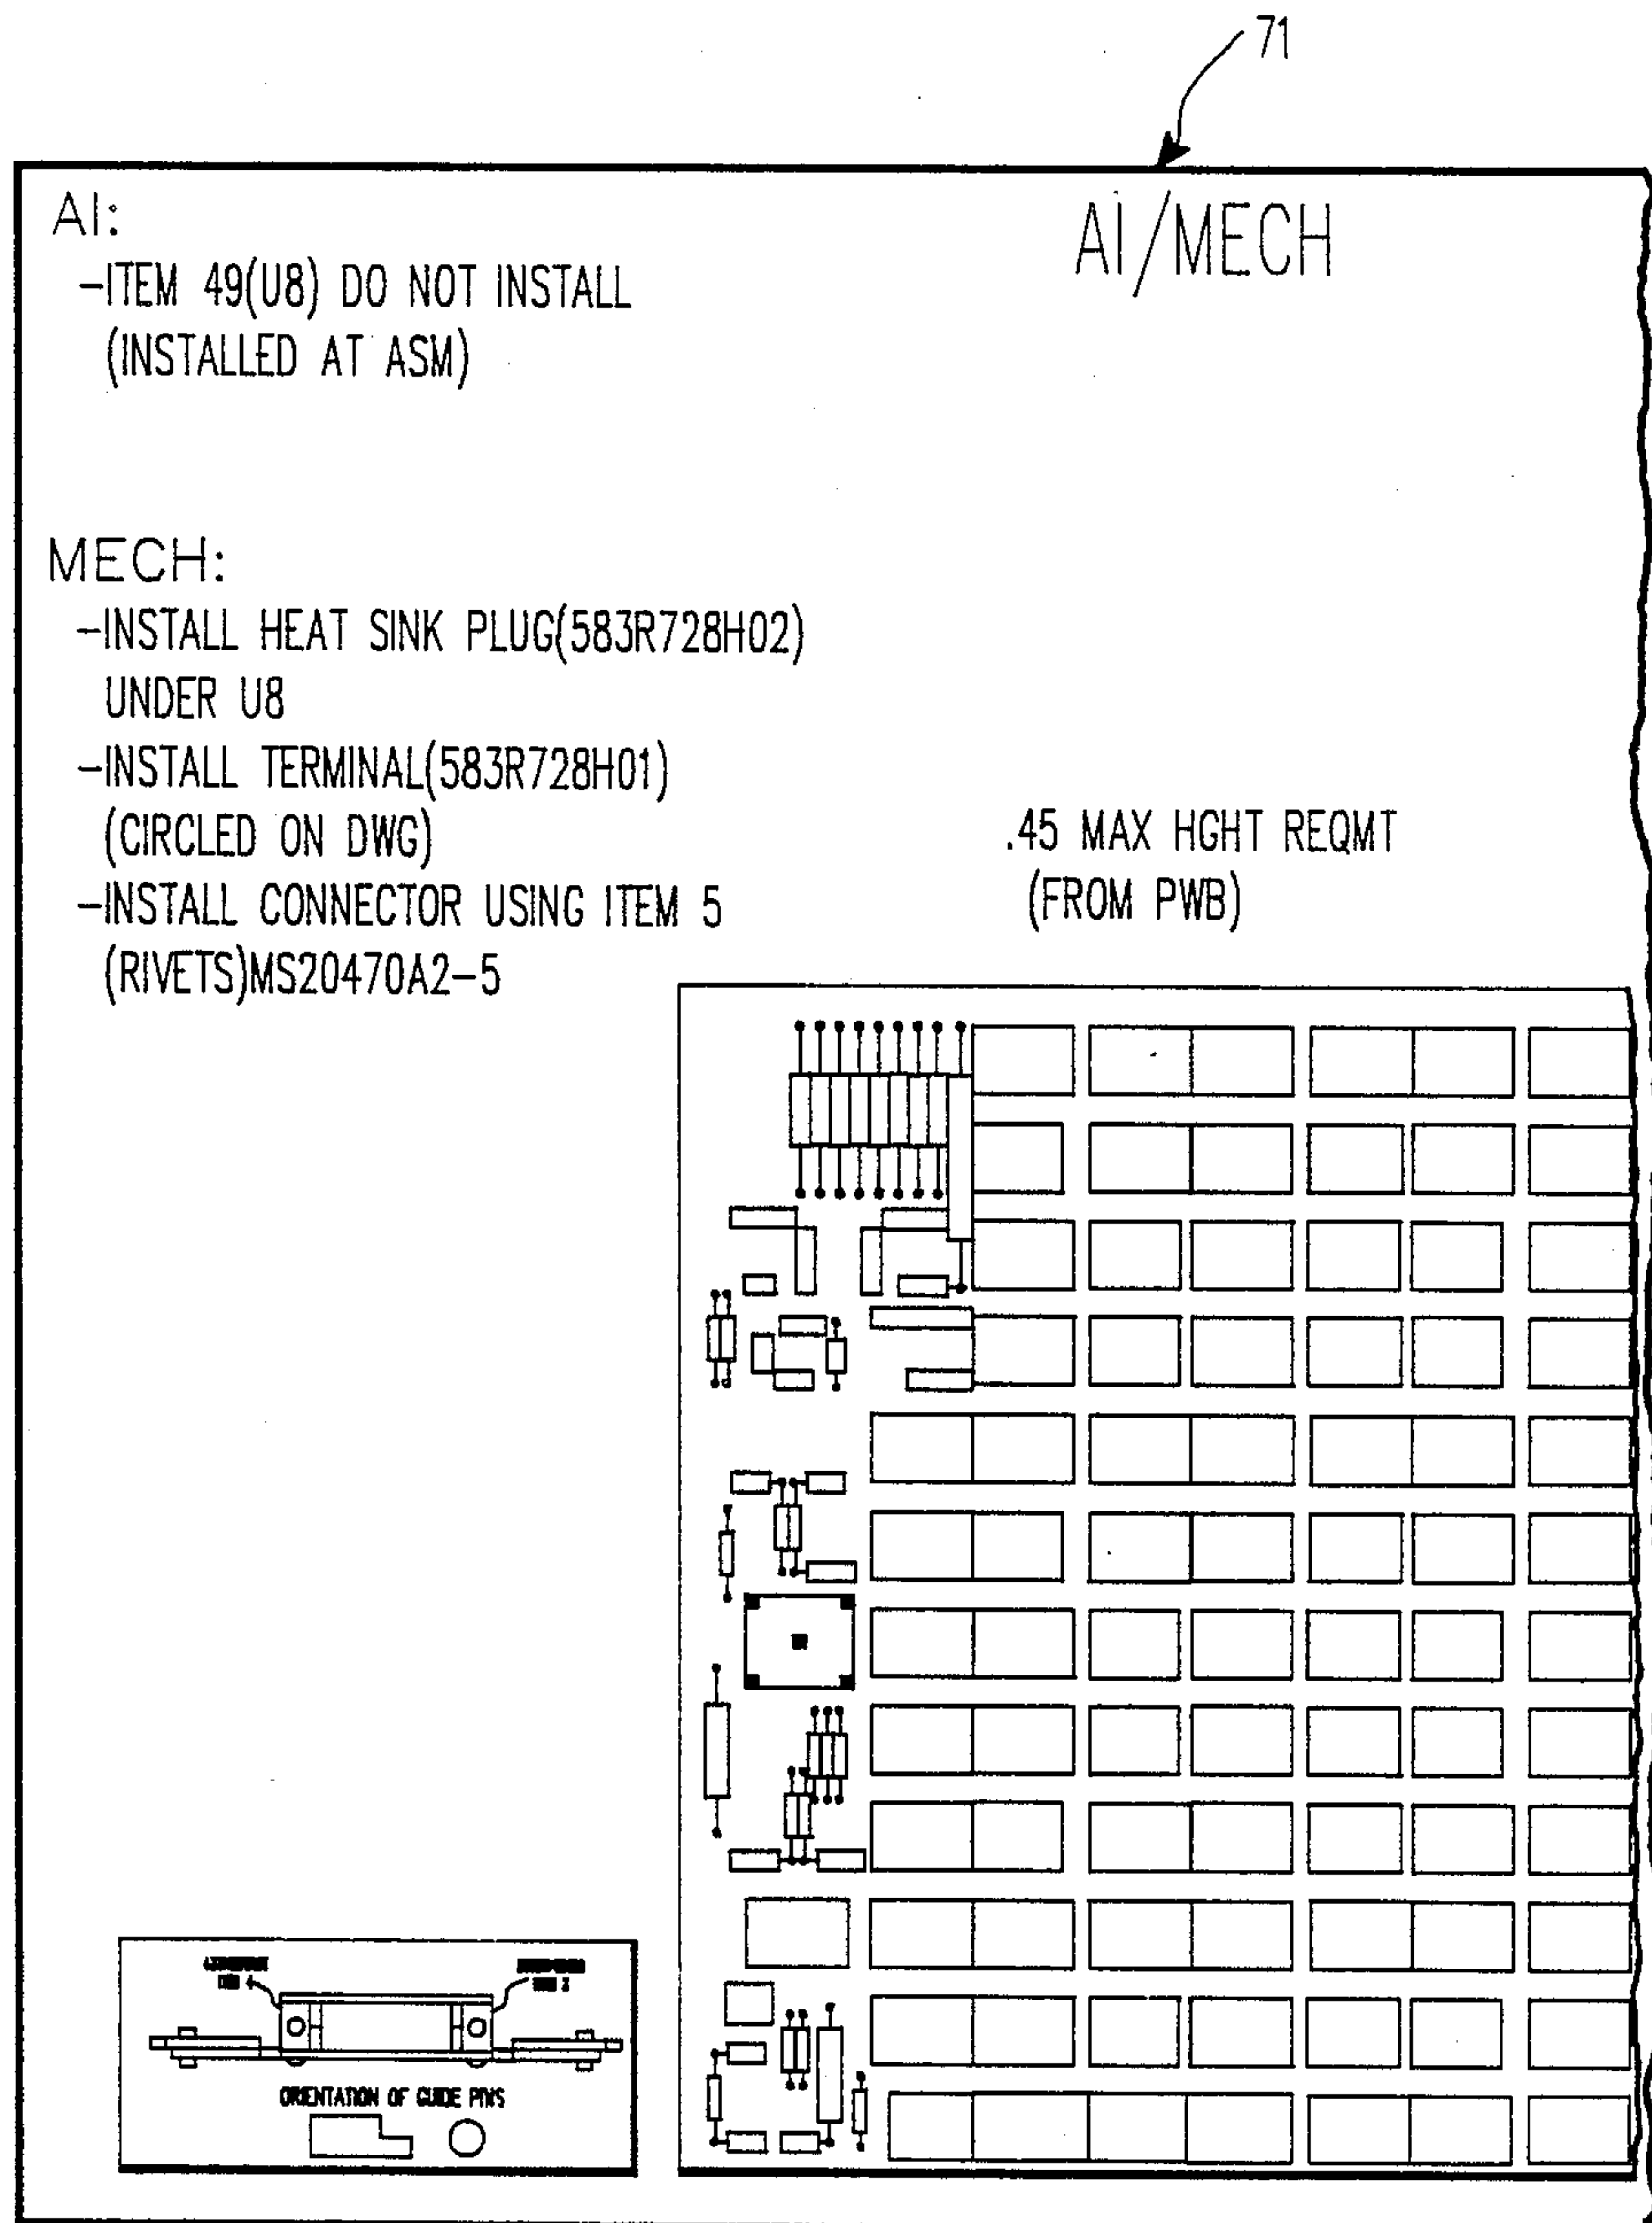 71
AI:
AI/MECH
-ITEM 49(U8) DO NOT INSTALL
(INSTALLED AT ASM)
MECH:
-INSTALL HEAT SINK PLUG(583R728H02)
UNDER U8
-INSTALL TERMINAL(583R728H01)
(CIRCLED ON DWG)
-INSTALL CONNECTOR USING ITEM 5
(RIVETS)MS20470A2-5
.45 MAX HGHT REQMT
(FROM PWB)
ORIENTATION OF GUIDE PINS